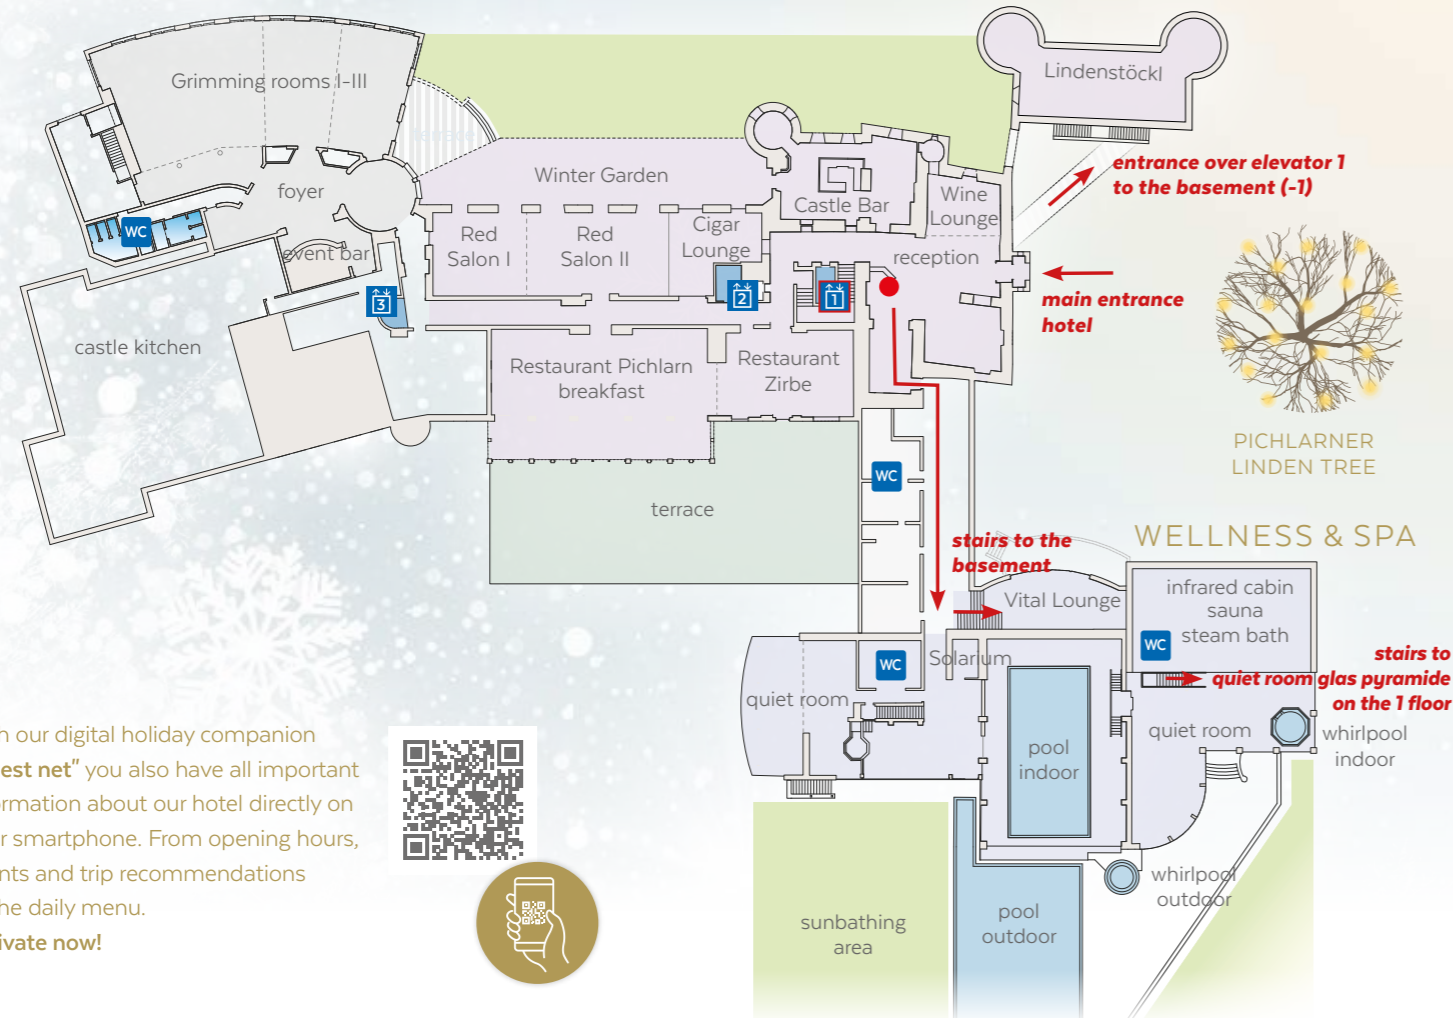 Grimming rooms I-III
Lindenstöckl
entrance over elevator 1
to the basement (-1)
Winter Garden
foyer
Castle Bar
Wine
Lounge
WC
Red
Salon I
Red
Salon II
Cigar
Lounge
event bar
reception
main entrance
hotel
3
2
1
castle kitchen
Restaurant Pichlarn
breakfast
Restaurant
Zirbe
PICHLARNER
LINDEN TREE
WC
terrace
WELLNESS & SPA
stairs to the
basement
Vital Lounge
infrared cabin
sauna
steam bath
WC
WC
Solarium
stairs to
quiet room glas pyramide
on the 1 floor
quiet room
quiet room
whirlpool
indoor
pool
indoor
whirlpool
outdoor
sunbathing
area
pool
outdoor
our digital holiday companion
est net" you also have all important
ormation about our hotel directly on
r smartphone. From opening hours,
nts and trip recommendations
he daily menu.
ivate now!